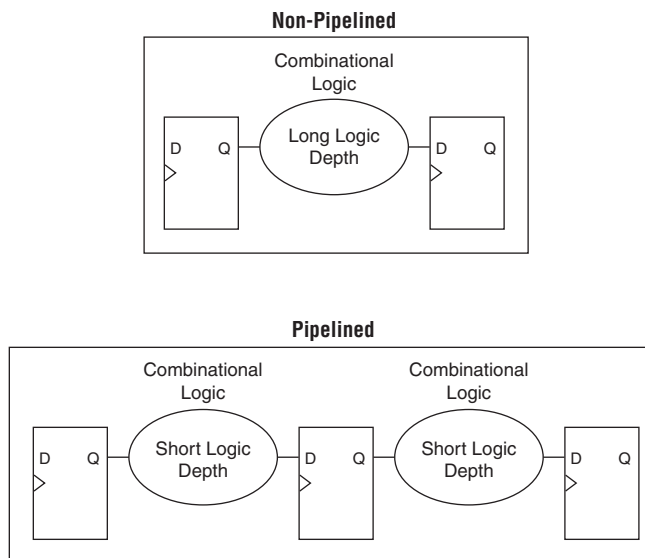 Non-Pipelined
Combinational
Logic
D Q
Long Logic
Depth
D Q
Pipelined
Combinational
Logic
Combinational
Logic
D Q
Short Logic
Depth
D Q
Short Logic
Depth
D Q